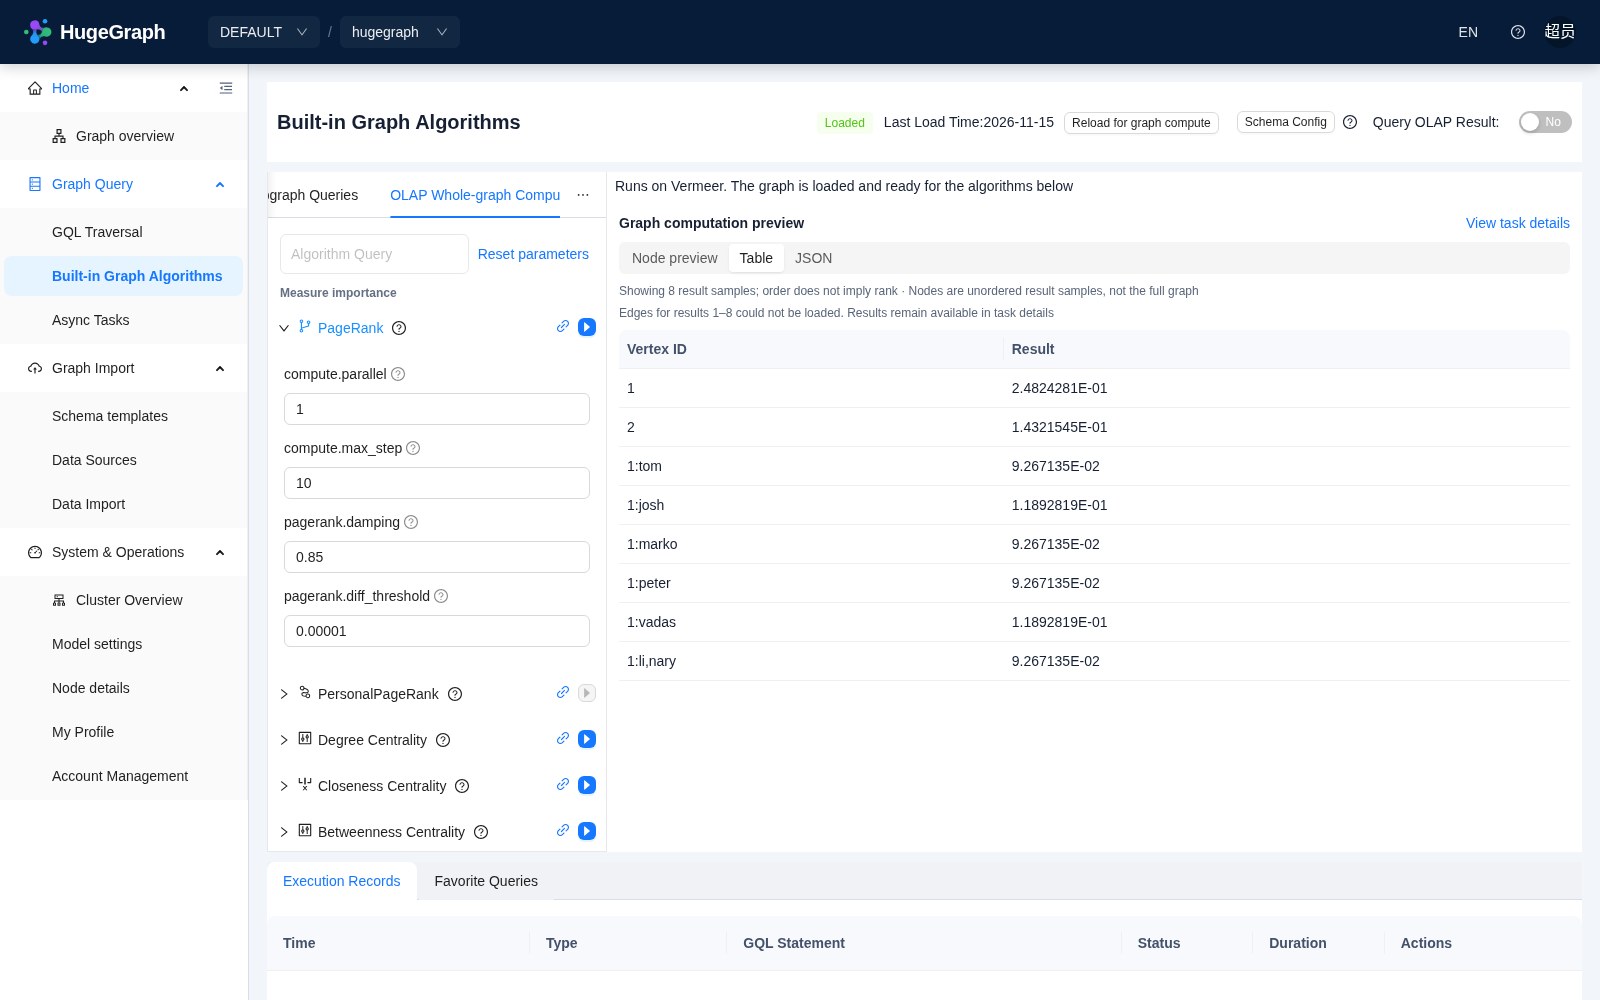 HugeGraph
DEFAULT / hugegraph
EN
超员
Home
Graph overview
Graph Query
GQL Traversal
Built-in Graph Algorithms
Async Tasks
Graph Import
Schema templates
Data Sources
Data Import
System & Operations
Cluster Overview
Model settings
Node details
My Profile
Account Management
Built-in Graph Algorithms
Loaded
Last Load Time:2026-11-15
Reload for graph compute
Schema Config
Query OLAP Result:
No
graph Queries
OLAP Whole-graph Compu
···
Algorithm Query
Reset parameters
Measure importance
PageRank
compute.parallel
1
compute.max_step
10
pagerank.damping
0.85
pagerank.diff_threshold
0.00001
PersonalPageRank
Degree Centrality
Closeness Centrality
Betweenness Centrality
Runs on Vermeer. The graph is loaded and ready for the algorithms below
Graph computation preview
View task details
Node preview Table JSON
Showing 8 result samples; order does not imply rank · Nodes are unordered result samples, not the full graph
Edges for results 1–8 could not be loaded. Results remain available in task details
Vertex ID Result
1 2.4824281E-01
2 1.4321545E-01
1:tom 9.267135E-02
1:josh 1.1892819E-01
1:marko 9.267135E-02
1:peter 9.267135E-02
1:vadas 1.1892819E-01
1:li,nary 9.267135E-02
Execution Records Favorite Queries
Time Type GQL Statement Status Duration Actions